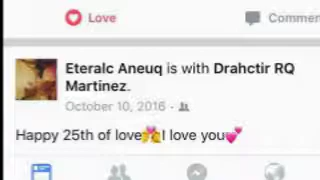 Love Commen
Eteralc Aneuq is with Drahctir RQ
Martinez.
October 10, 2016 •
Happy 25th of love💏I love you💕